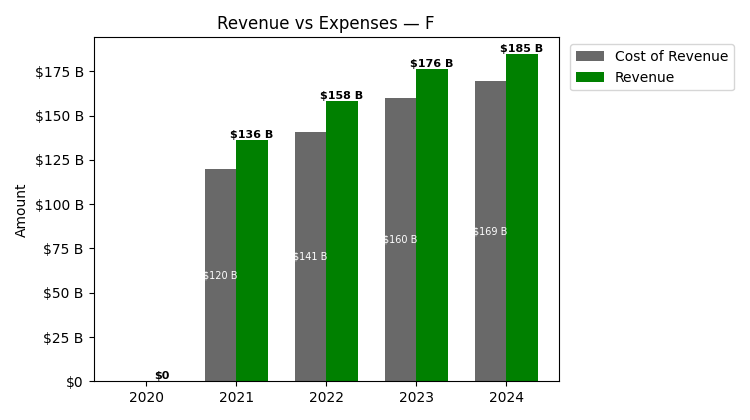 Revenue vs Expenses — F
Cost of Revenue
Revenue
Amount
$175 B
$150 B
$125 B
$100 B
$75 B
$50 B
$25 B
$0
$0
$136 B
$158 B
$176 B
$185 B
$120 B
$141 B
$160 B
$169 B
2020
2021
2022
2023
2024